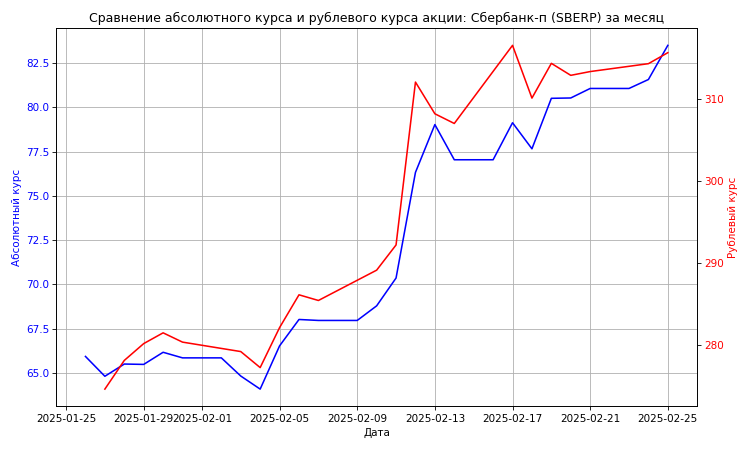 Сравнение абсолютного курса и рублевого курса акции: Сбербанк-п (SBERP) за месяц
Абсолютный курс
82.5
80.0
77.5
75.0
72.5
70.0
67.5
65.0
310
300
290
280
Рублевый курс
2025-01-25 2025-01-29 2025-02-01 2025-02-05 2025-02-09 2025-02-13 2025-02-17 2025-02-21 2025-02-25
Дата